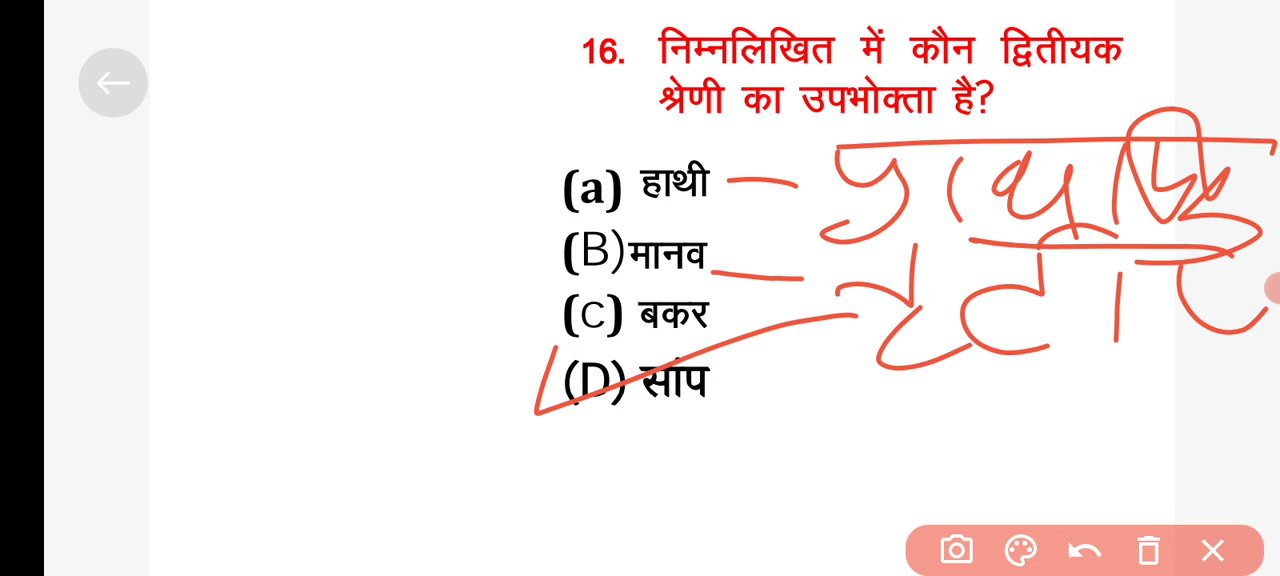 16. निम्नलिखित में कौन द्वितीयक
श्रेणी का उपभोक्ता है?
(a) हाथी
(B) मानव
(C) बकर
(D) सांप